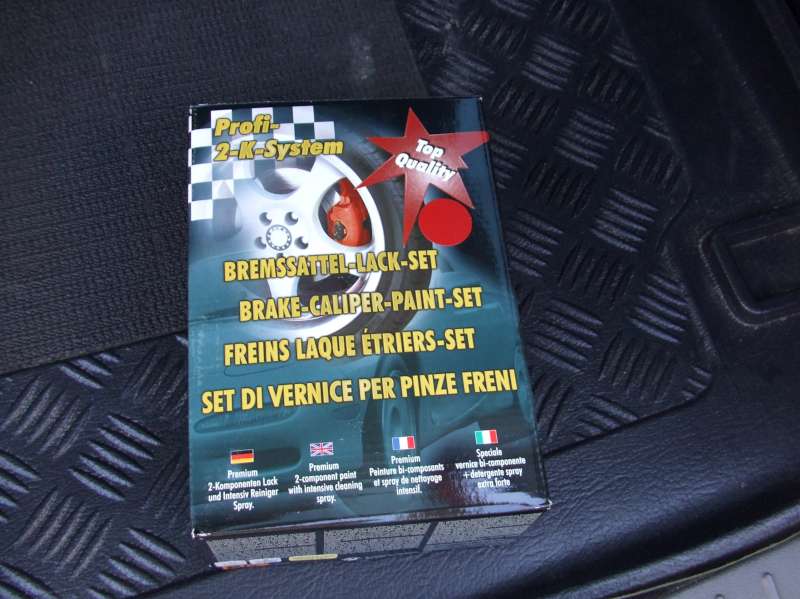 Profi-
2-K-System
Top
Quality
BREMSSATTEL-LACK-SET
BRAKE-CALIPER-PAINT-SET
FREINS LAQUE ÉTRIERS-SET
SET DI VERNICE PER PINZE FRENI
Premium
2-Komponenten Lack
und Intensiv Reiniger
Spray.
Premium
2-component paint
with intensive cleaning
spray.
Premium
Peinture bi-composants
et spray de nettoyage
intensif.
Speciale
vernice bi-componente
+ detergente spray
extra forte